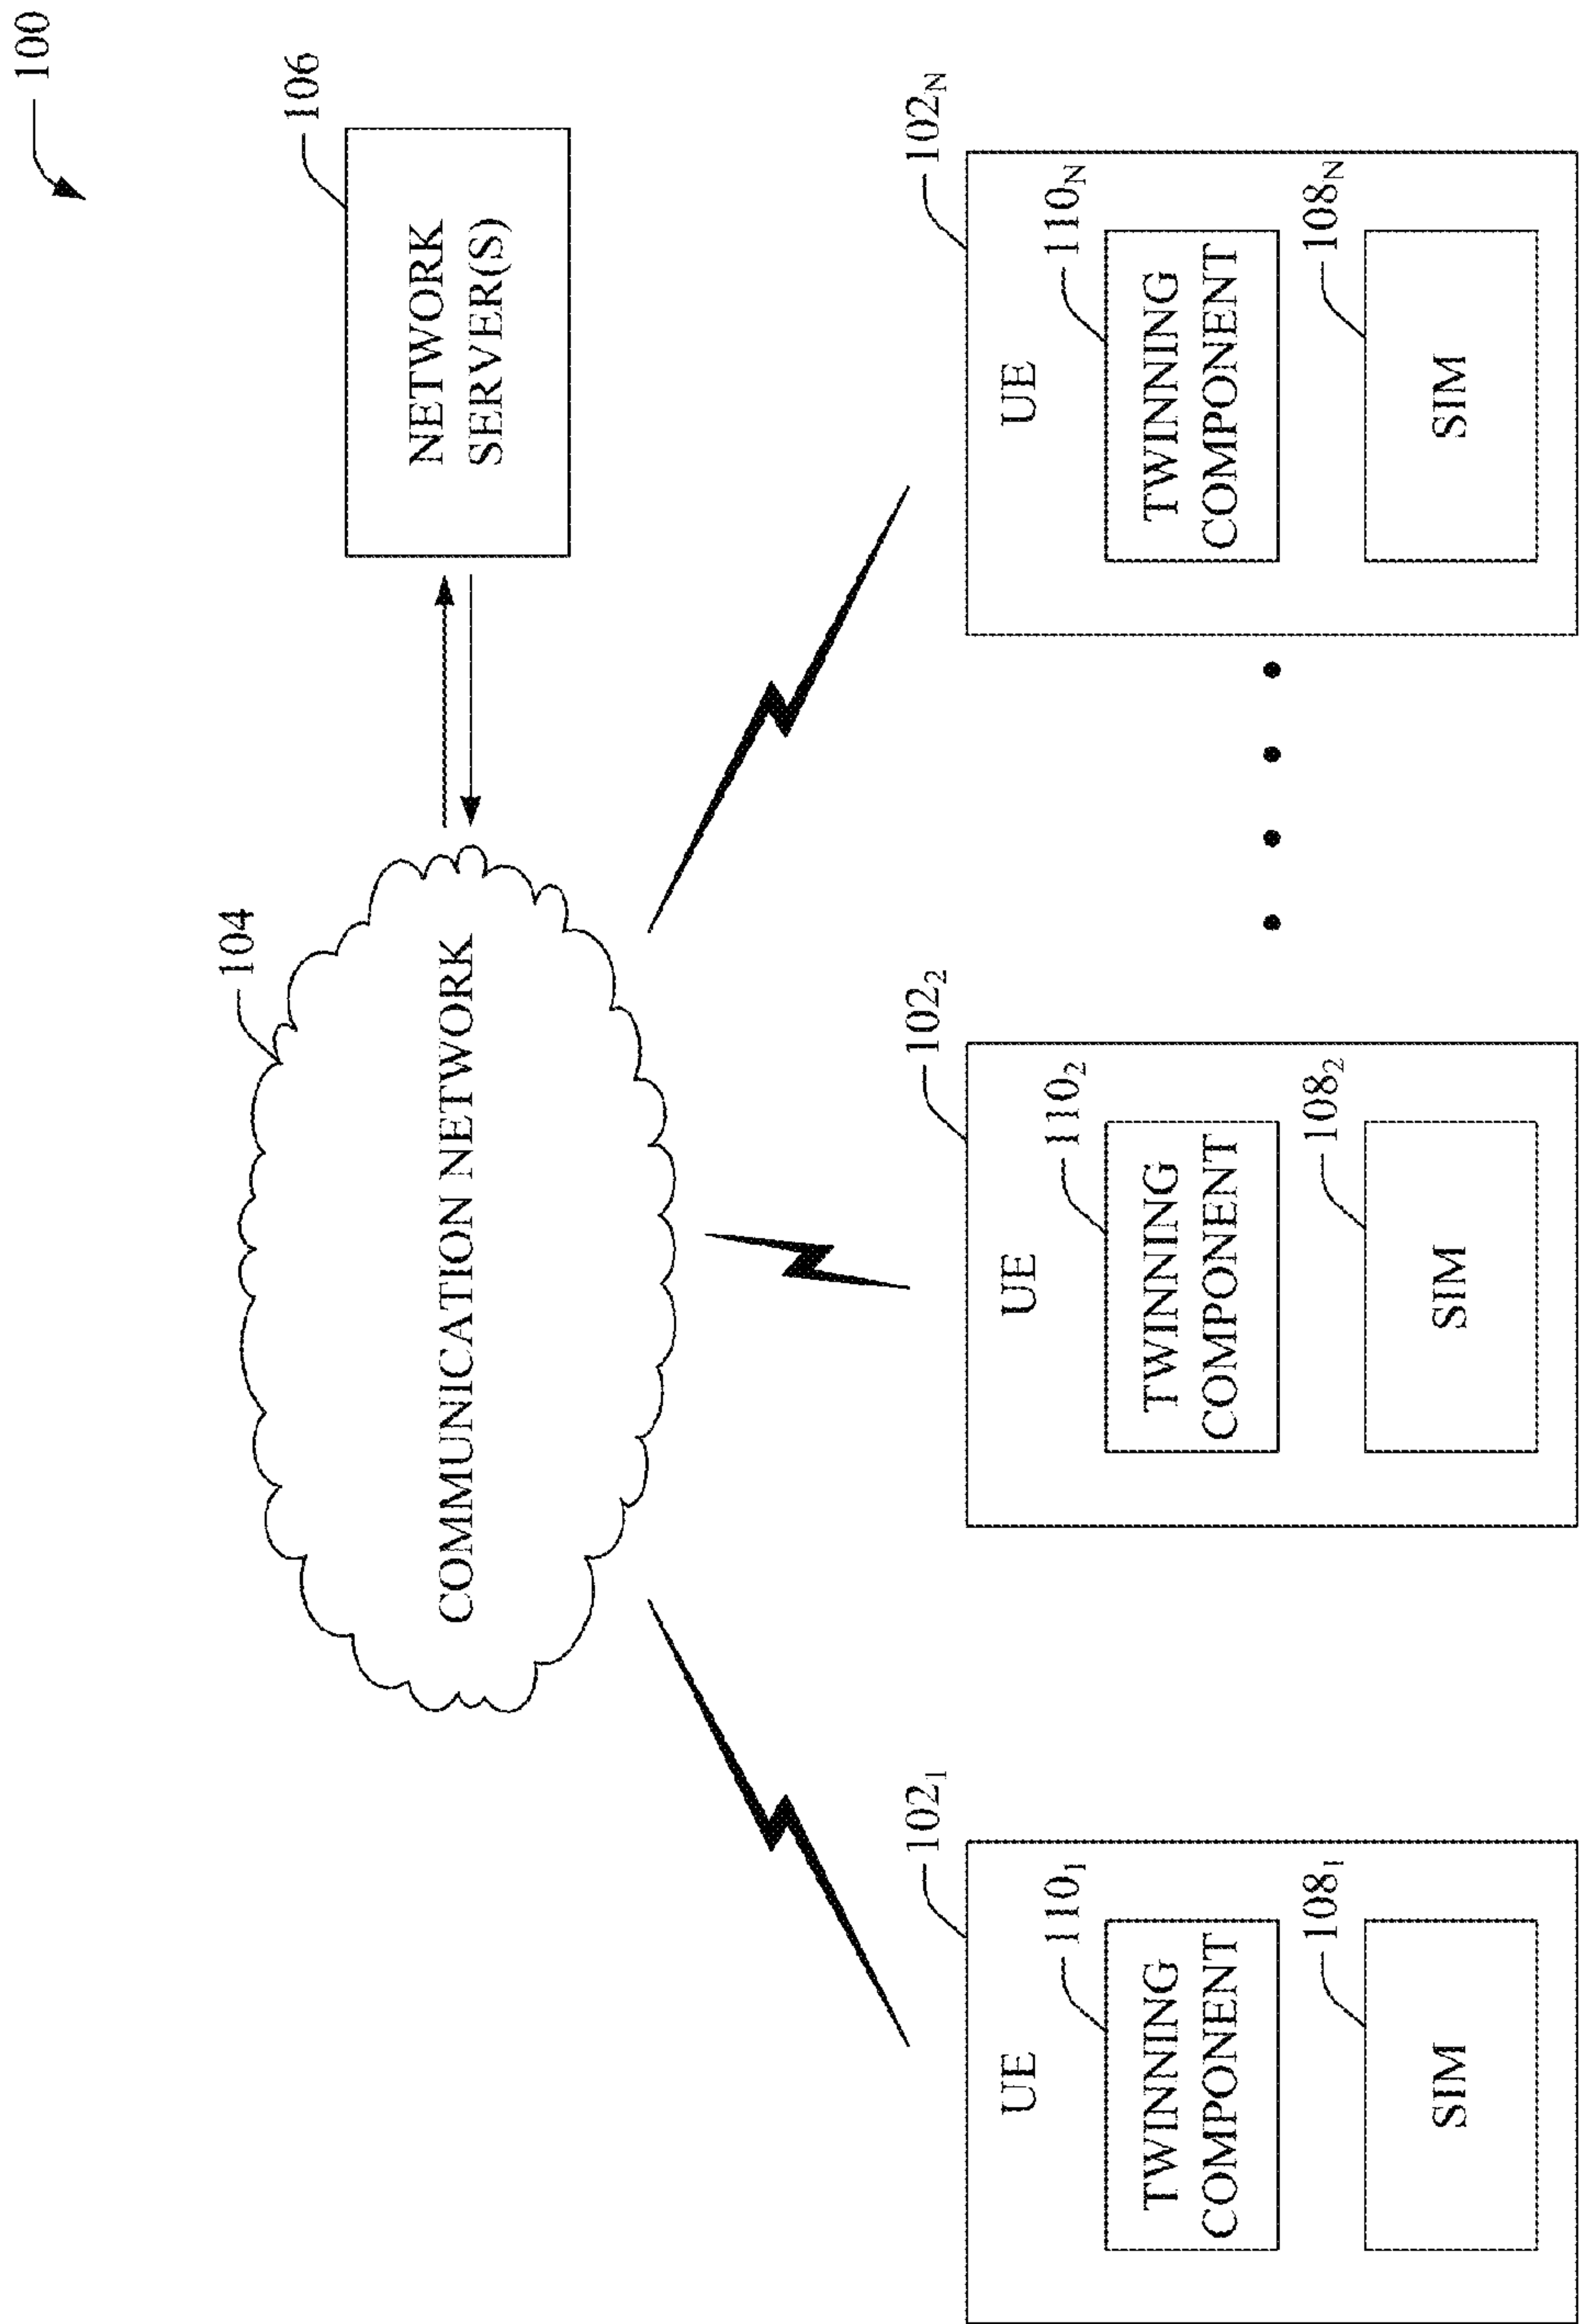 100
104
COMMUNICATION NETWORK
106
NETWORK
SERVER(S)
102₁
UE
110₁
TWINNING
COMPONENT
108₁
SIM
102₂
UE
110₂
TWINNING
COMPONENT
108₂
SIM
102N
UE
110N
TWINNING
COMPONENT
108N
SIM